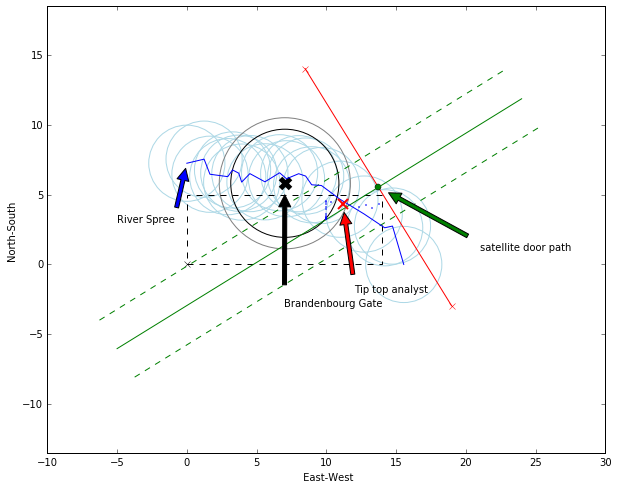 15
10
5
0
−5
−10
North-South
River Spree
satellite door path
Tip top analyst
Brandenbourg Gate
−10 −5 0 5 10 15 20 25 30
East-West